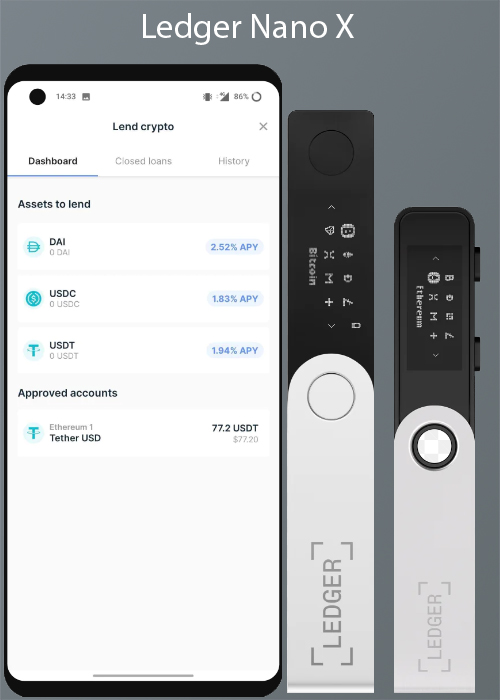 Ledger Nano X
14:33
86%
Lend crypto
Dashboard
Closed loans
History
Assets to lend
DAI
0 DAI
2.52% APY
USDC
0 USDC
1.83% APY
USDT
0 USDT
1.94% APY
Approved accounts
Ethereum 1
Tether USD
77.2 USDT
$77.20
Bitcoin
LEDGER
Ethereum
LEDGER